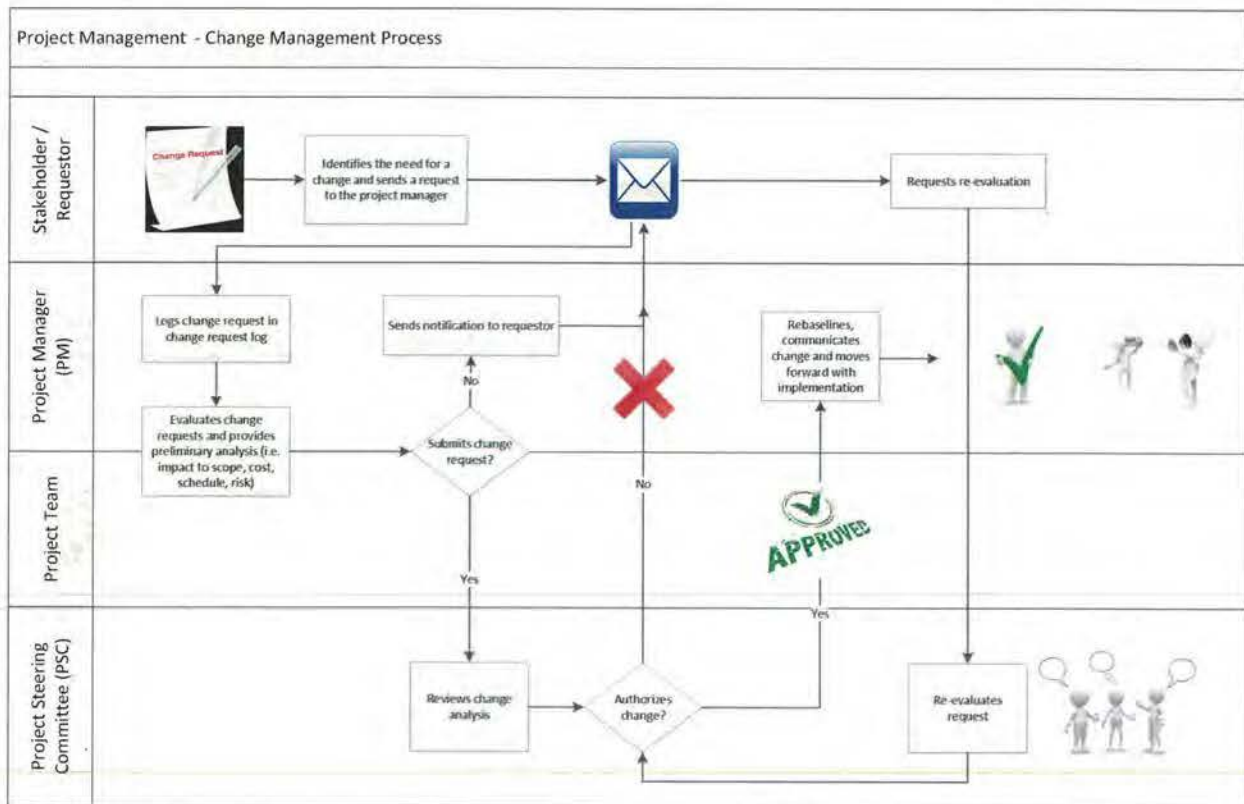 Project Management - Change Management Process
Stakeholder /
Requestor
Change Request
Identifies the need for a
change and sends a request
to the project manager
Requests re-evaluation
Project Manager
(PM)
Logs change request in
change request log
Sends notification to requestor
Rebaselines,
communicates
change and moves
forward with
implementation
No
Evaluates change
requests and provides
preliminary analysis (i.e.
impact to scope, cost,
schedule, risk)
Submits change
request?
Project Team
No
APPROVED
Yes
Yes
Project Steering
Committee (PSC)
Reviews change
analysis
Authorizes
change?
Re-evaluates
request